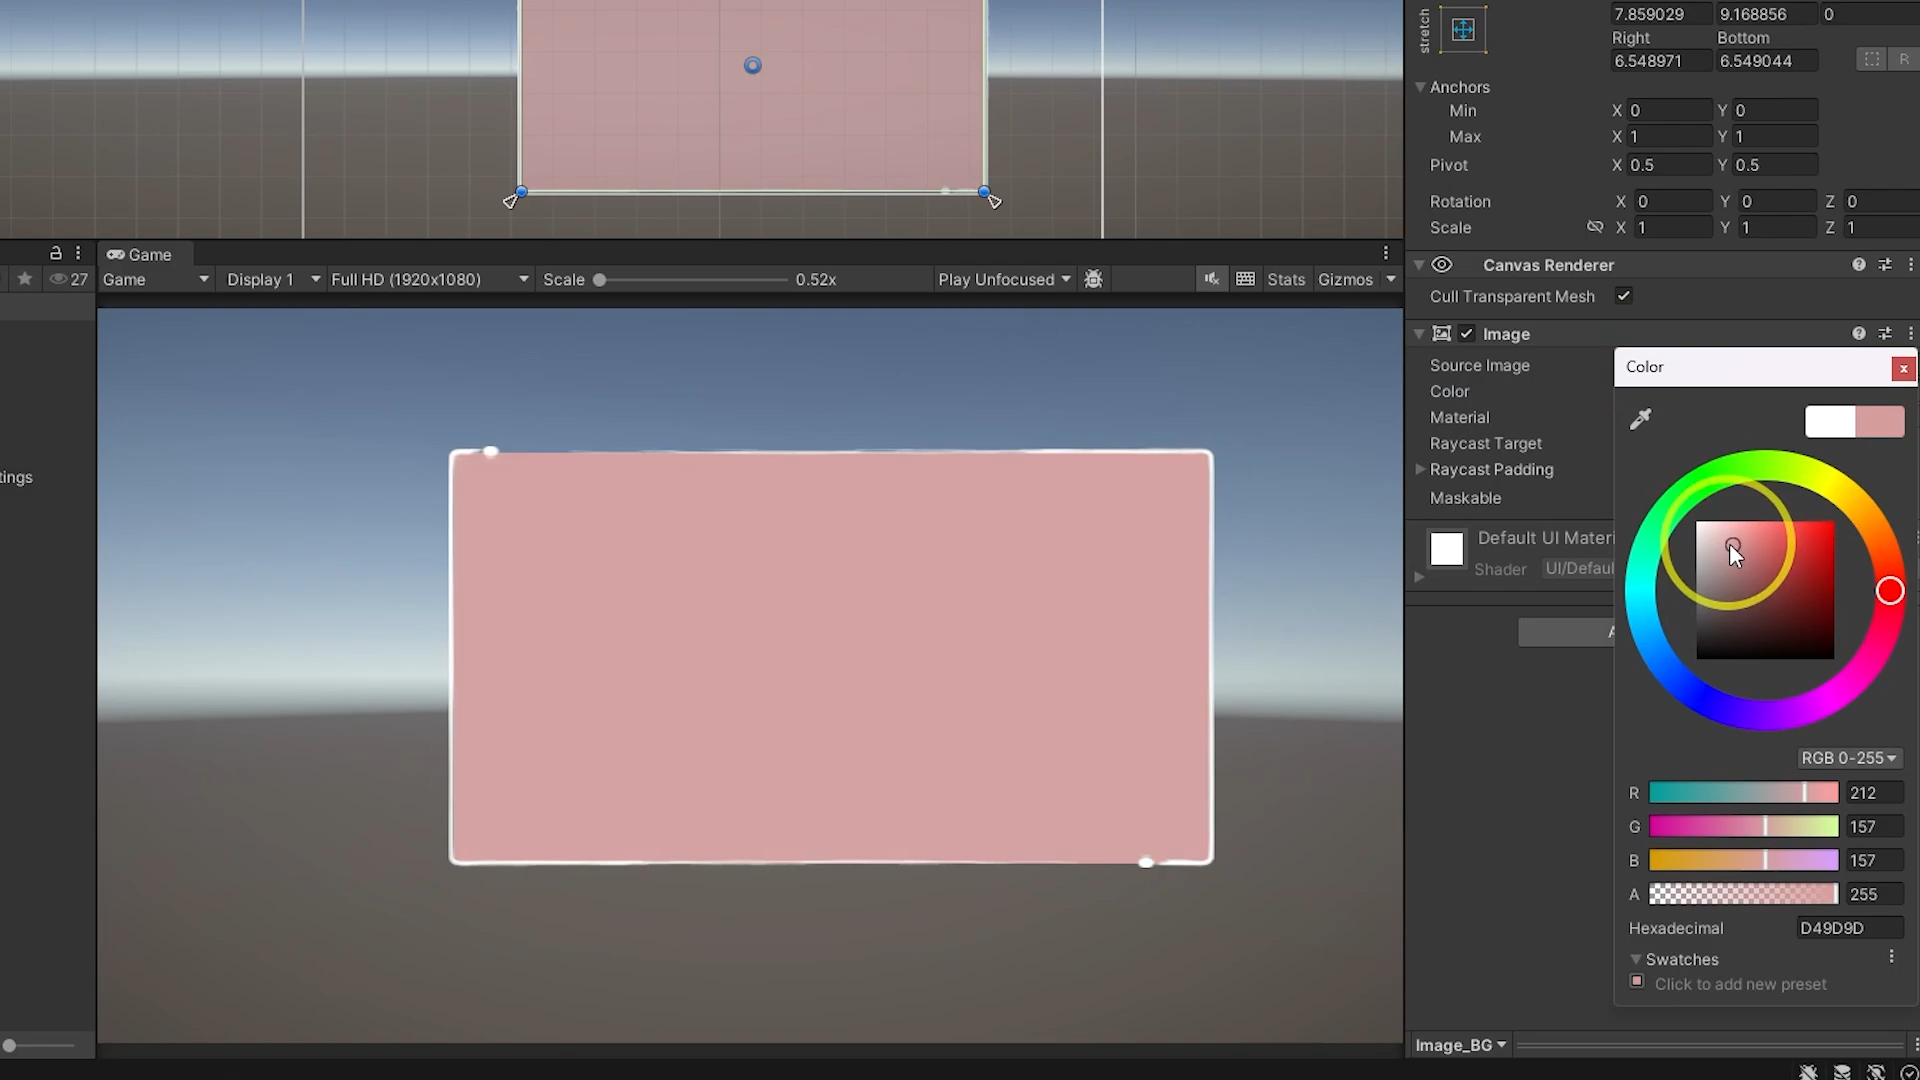 stretch
7.859029 9.168856 0
Right Bottom
6.548971 6.549044 R
Anchors
Min X 0 Y 0
Max X 1 Y 1
Pivot X 0.5 Y 0.5
Rotation X 0 Y 0 Z 0
Scale X 1 Y 1 Z 1
Canvas Renderer
Cull Transparent Mesh
Image
Source Image
Color
Material
Raycast Target
Raycast Padding
Maskable
Default UI Materi
Shader UI/Defaul
A
Color
x
RGB 0-255
R 212
G 157
B 157
A 255
Hexadecimal D49D9D
Swatches
Click to add new preset
Image_BG
Game
27 Game Display 1 Full HD (1920x1080) Scale 0.52x Play Unfocused Stats Gizmos
tings